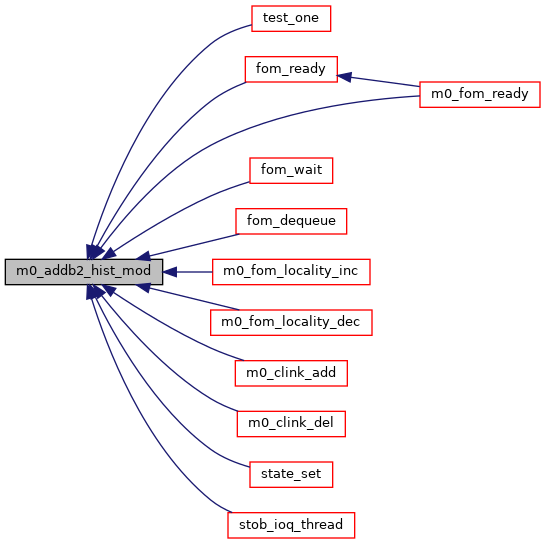 test_one
fom_ready
m0_fom_ready
fom_wait
fom_dequeue
m0_addb2_hist_mod
m0_fom_locality_inc
m0_fom_locality_dec
m0_clink_add
m0_clink_del
state_set
stob_ioq_thread